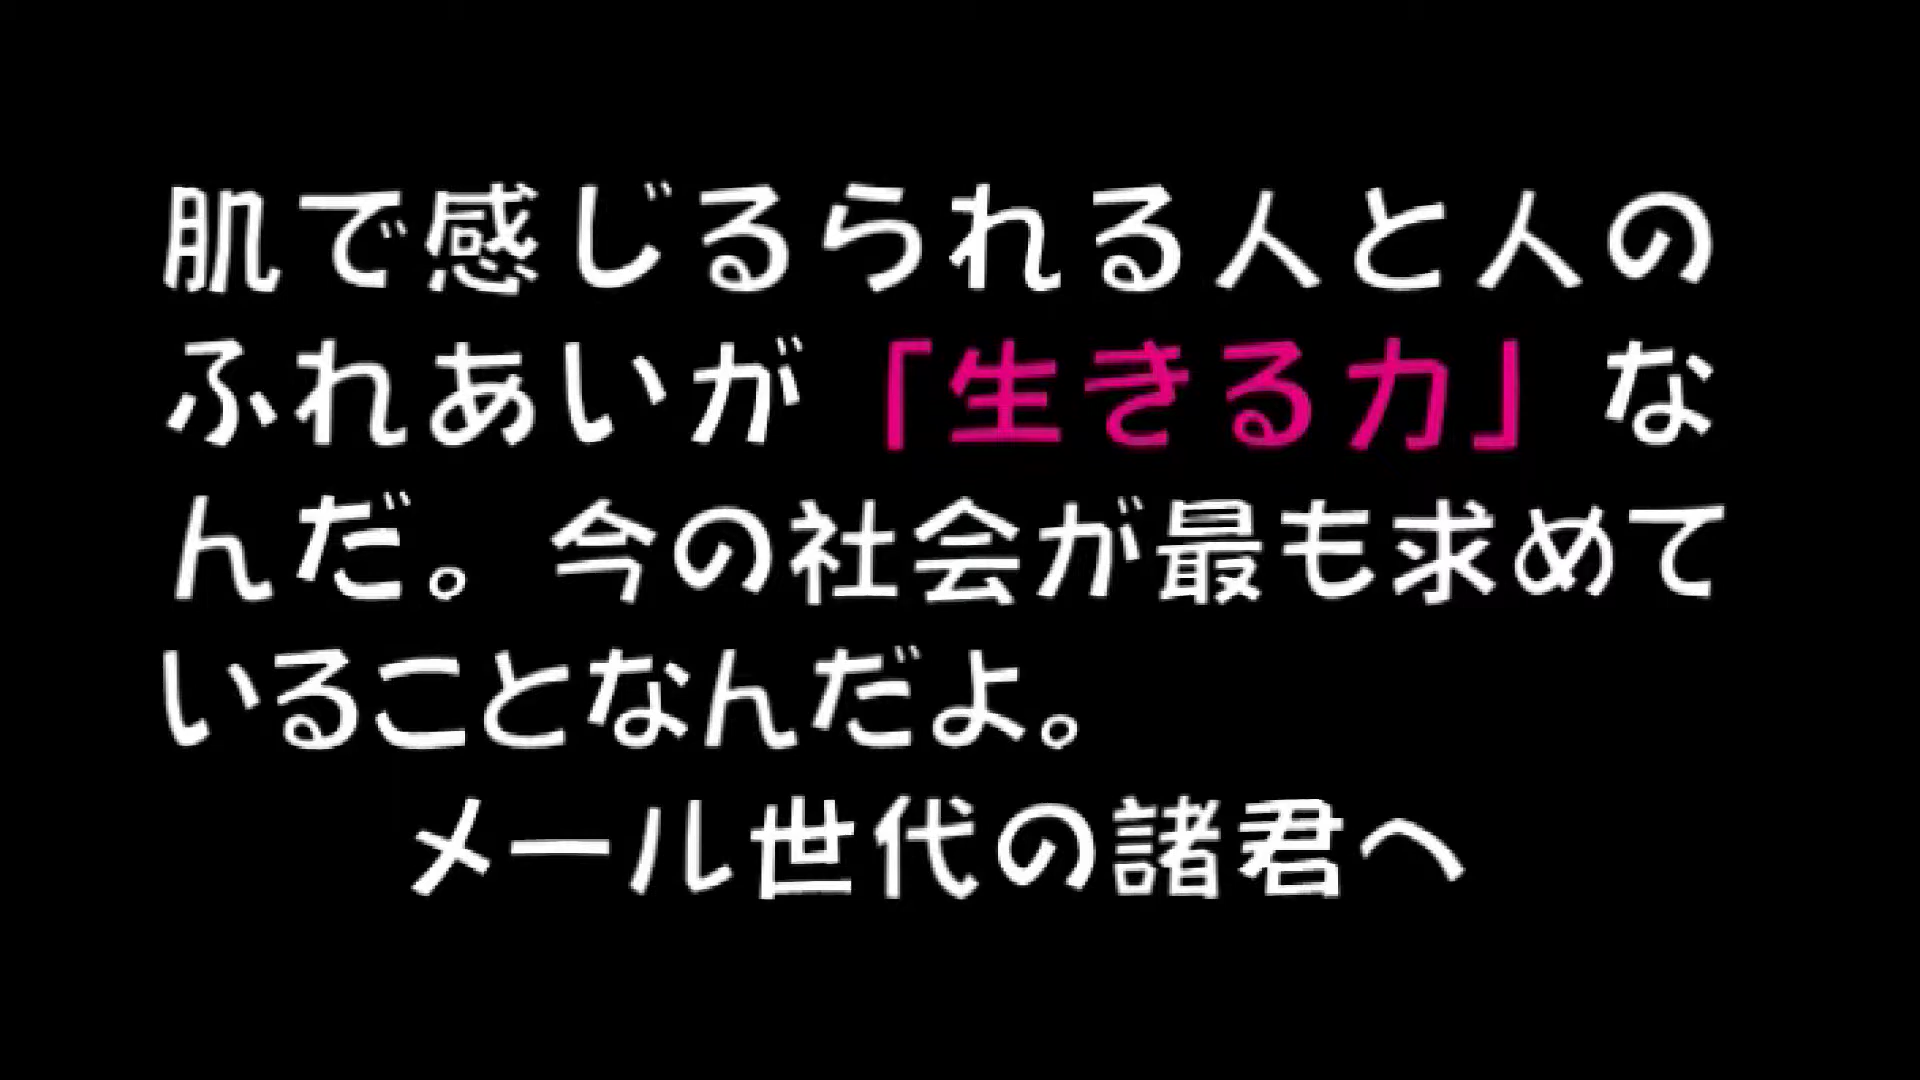 肌で感じるられる人と人の
ふれあいが「生きる力」な
んだ。今の社会が最も求めて
いることなんだよ。
メール世代の諸君へ